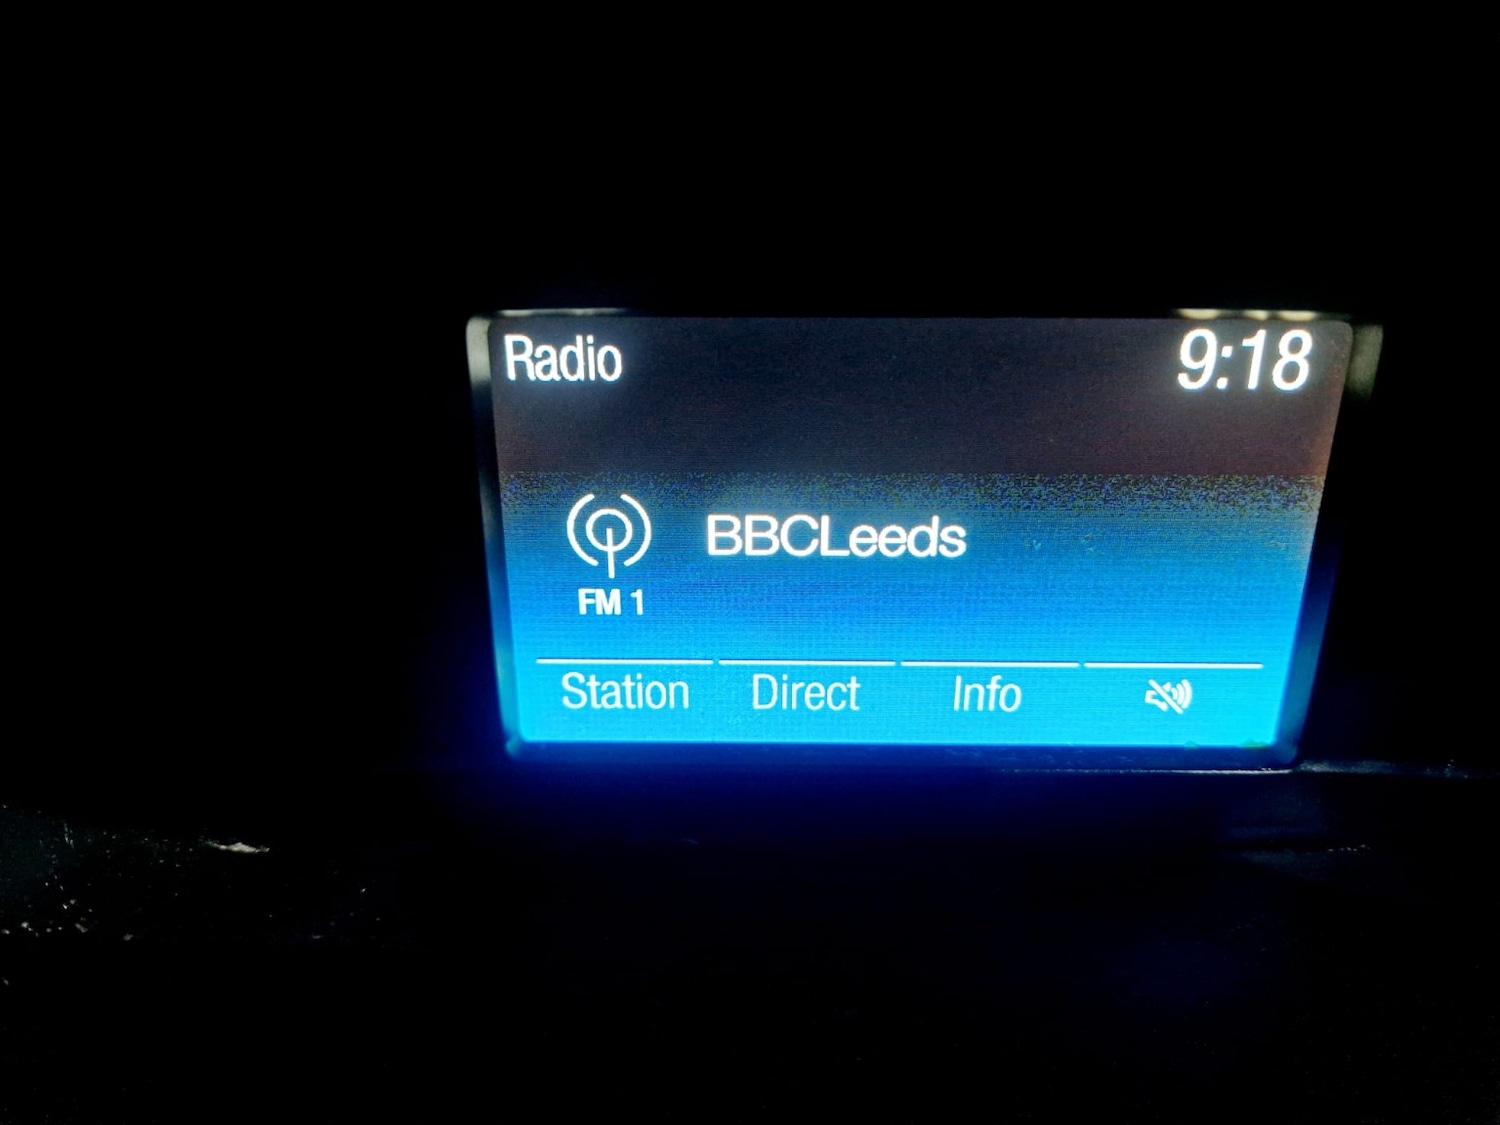 Radio
9:18
BBCLeeds
FM 1
Station
Direct
Info